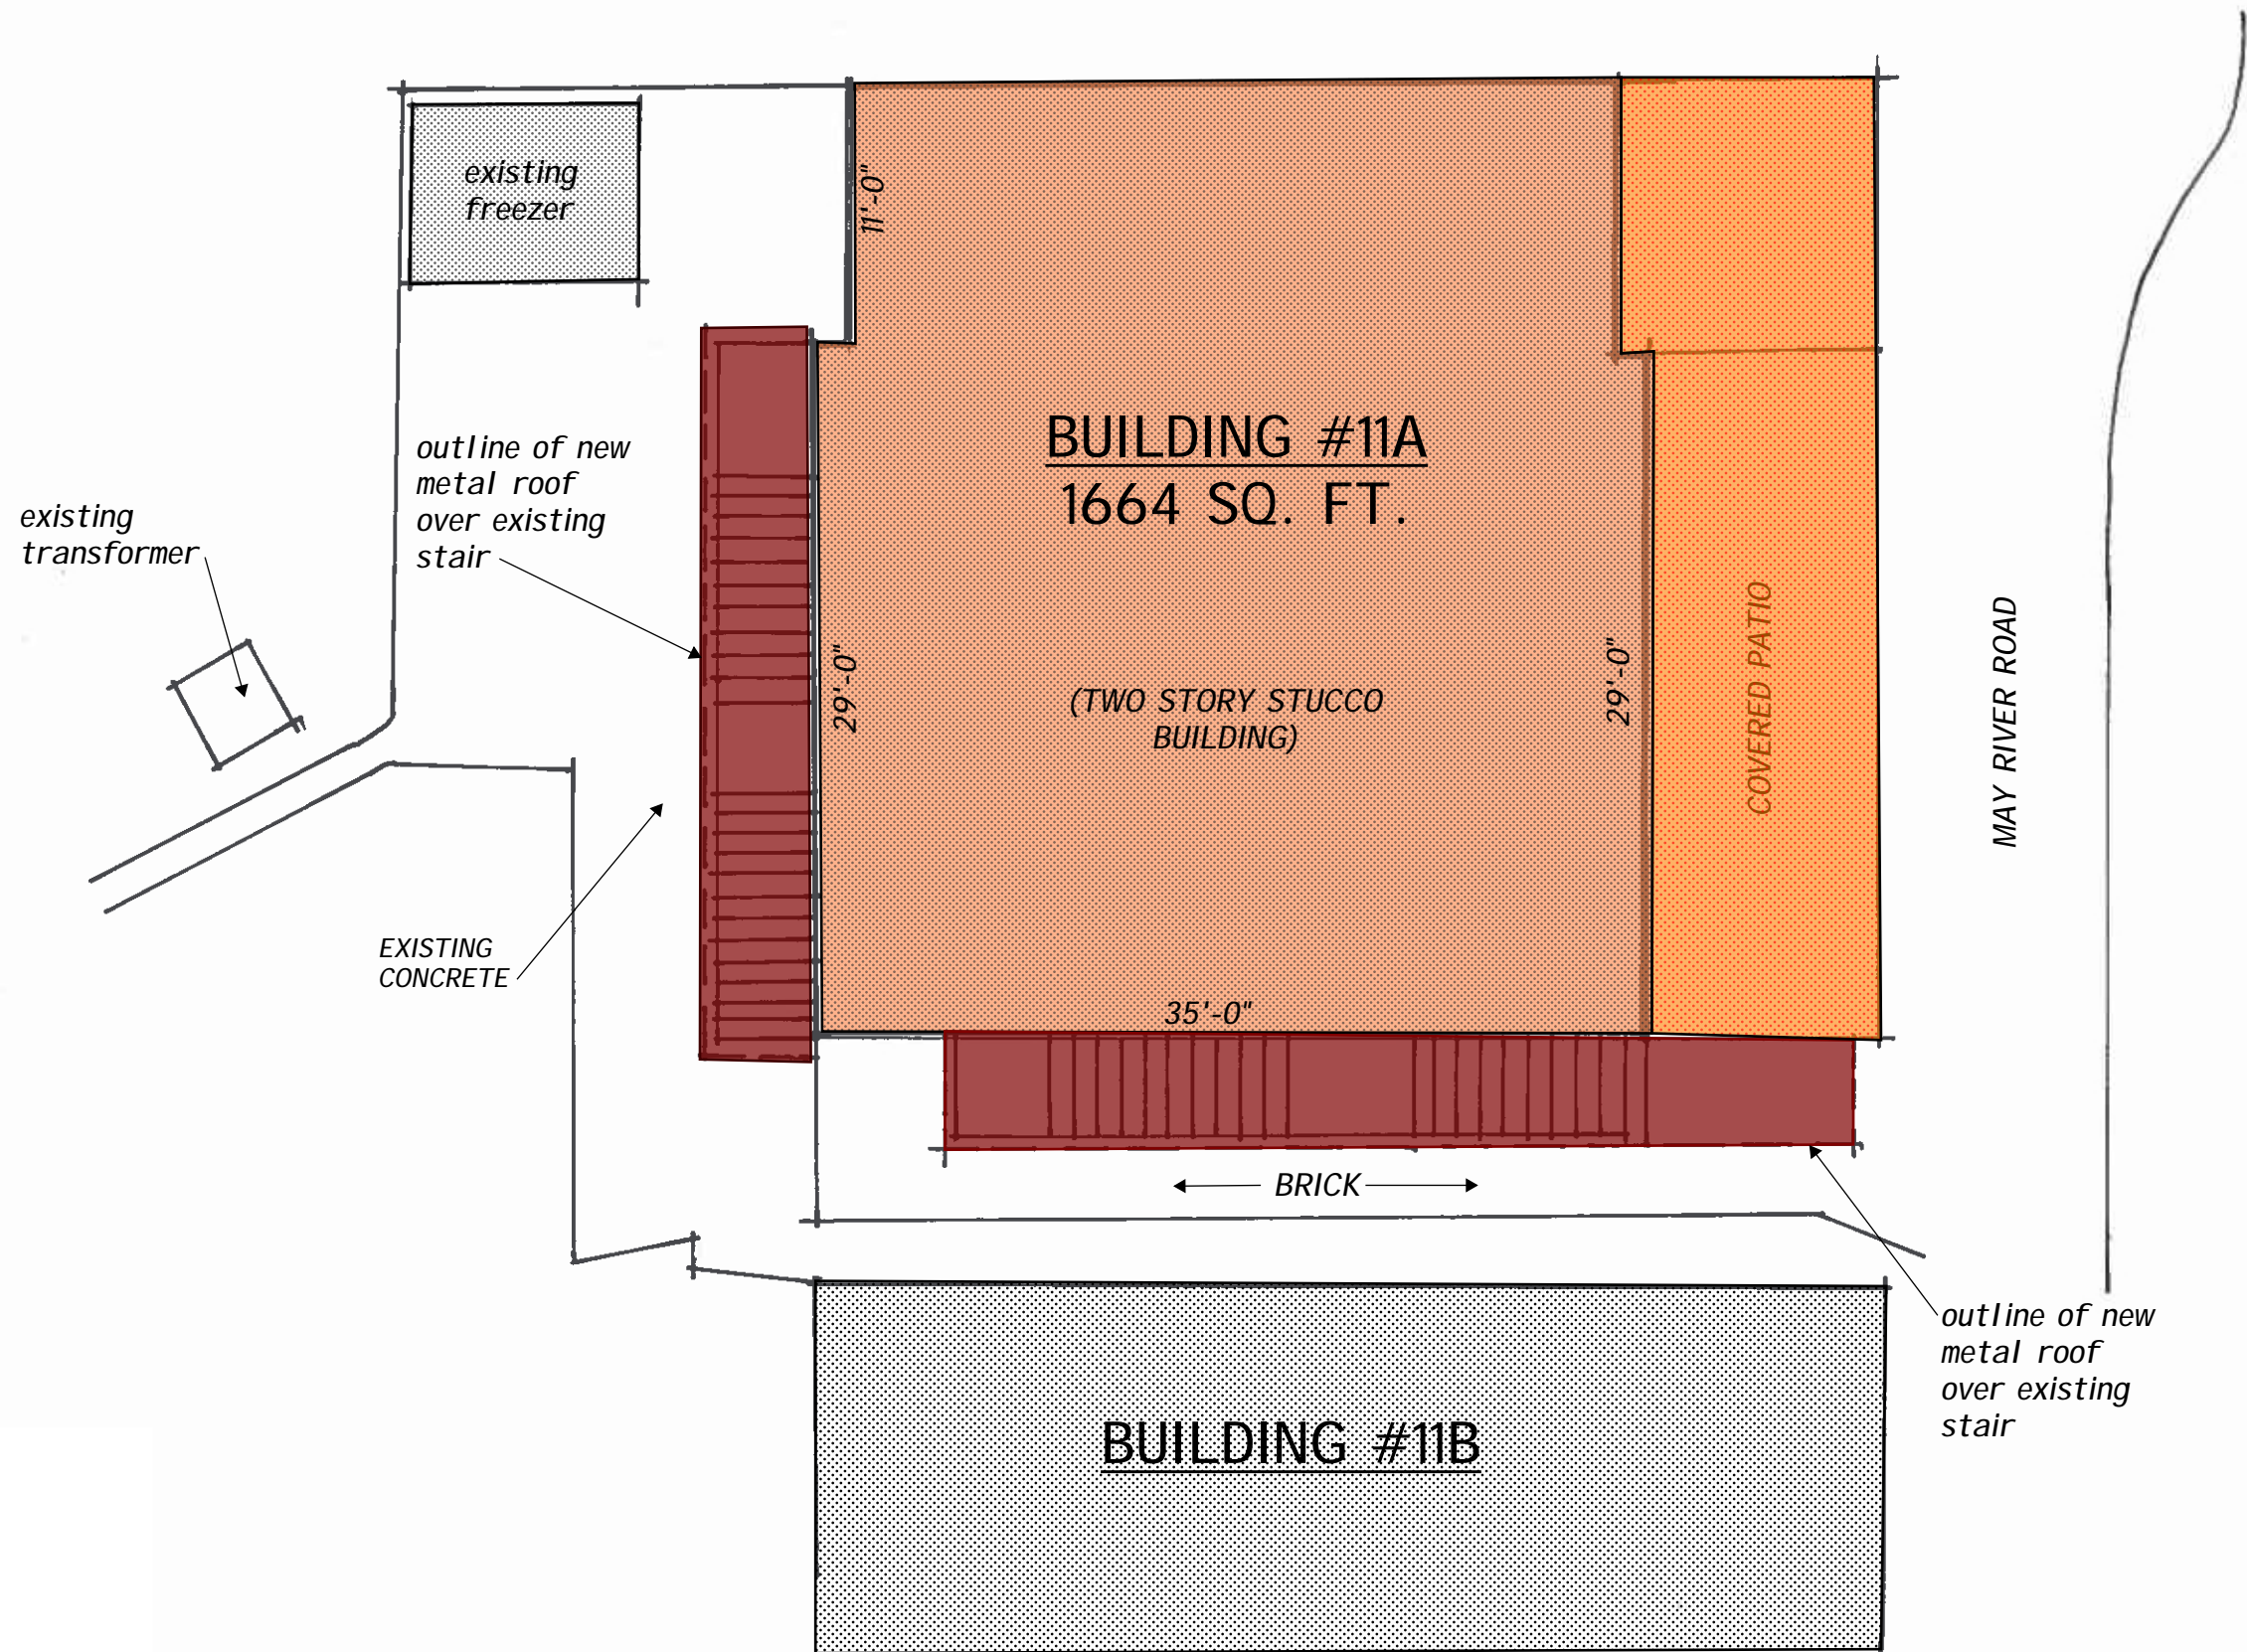 existing
freezer
11'-0"
BUILDING #11A
1664 SQ. FT.
outline of new
metal roof
over existing
stair
existing
transformer
29'-0"
(TWO STORY STUCCO
BUILDING)
29'-0"
COVERED PATIO
MAY RIVER ROAD
EXISTING
CONCRETE
35'-0"
BRICK
outline of new
metal roof
over existing
stair
BUILDING #11B